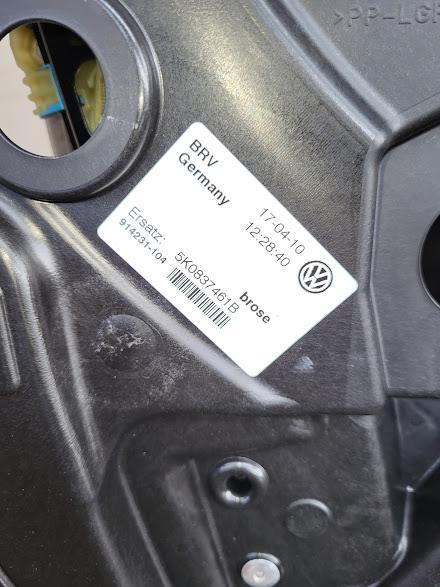 >PP-LGF
BRV
Germany
17-04-10
12:28:40
Ersatz:
914231-104
5K0837461B
brose